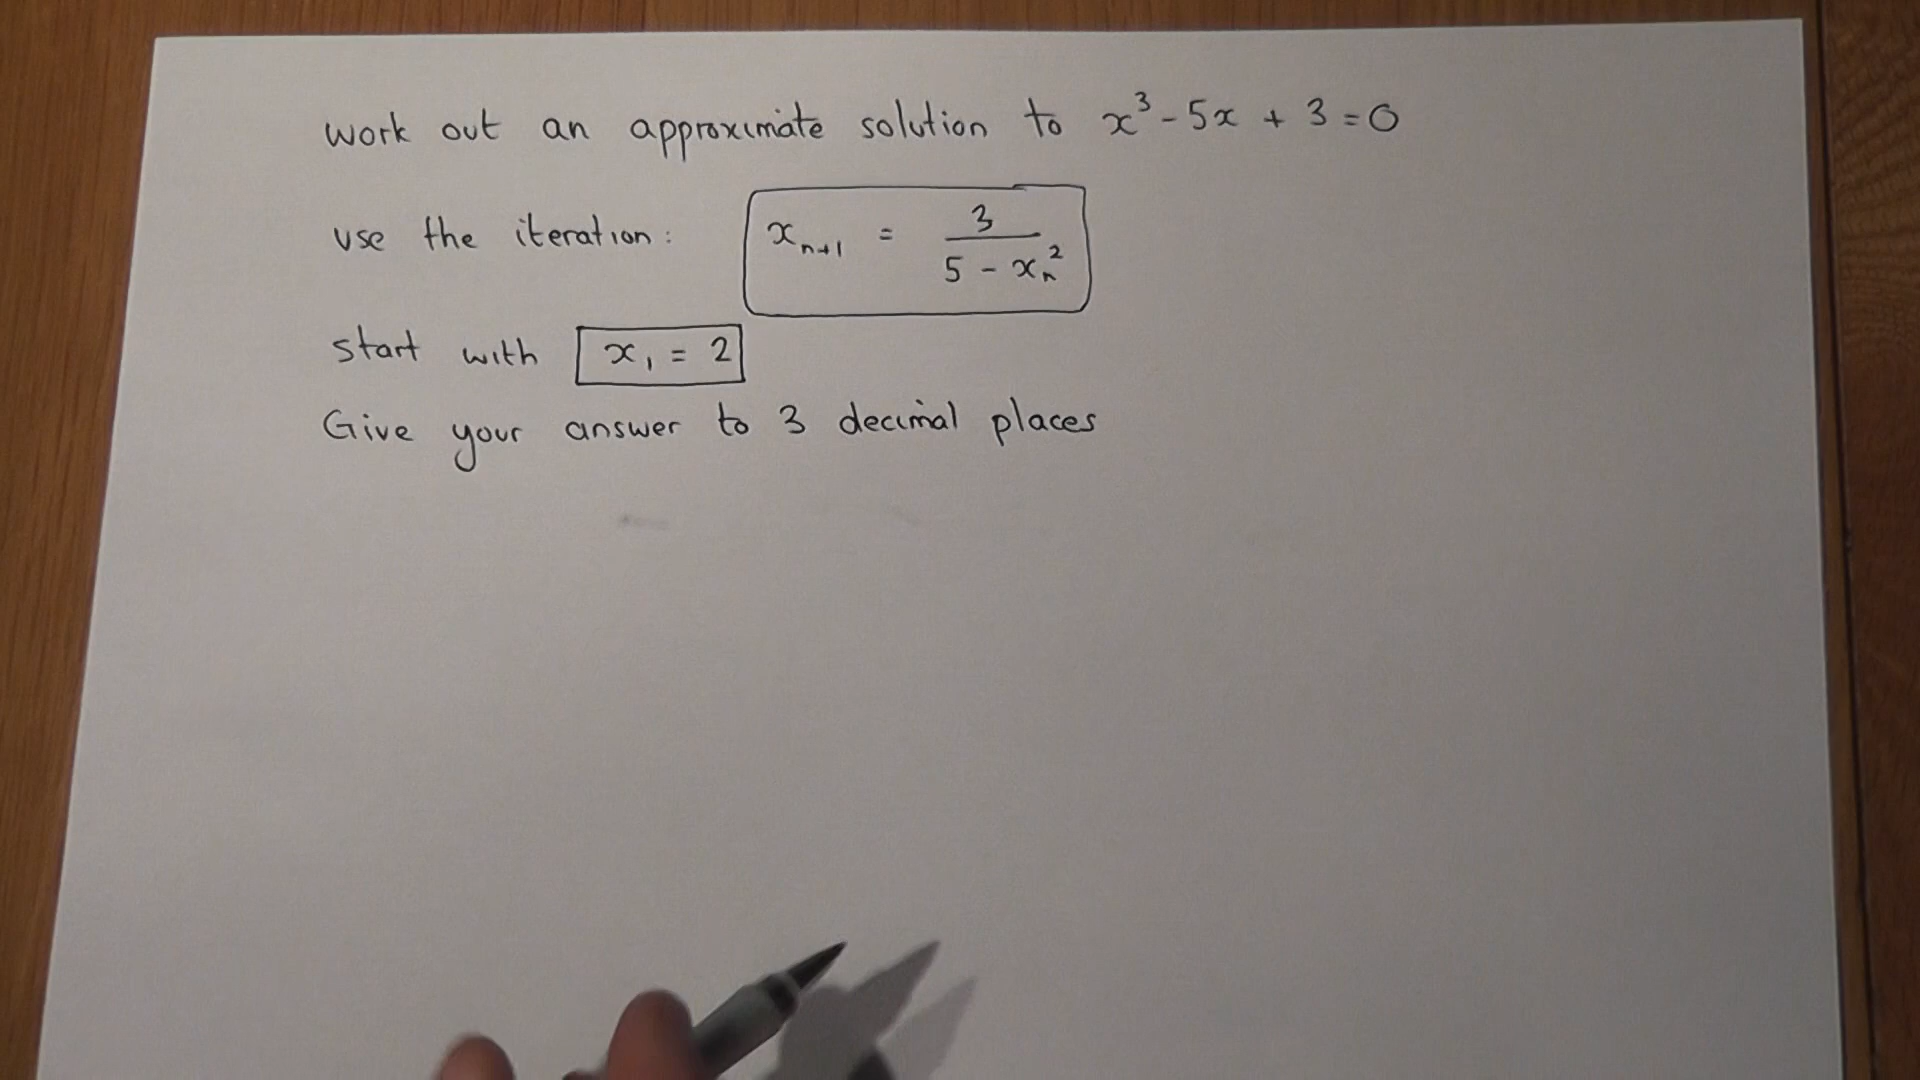 work out an approximate solution to x³ - 5x + 3 = 0
use the iteration: xₙ₊₁ = 3 / (5 - xₙ²)
start with x₁ = 2
Give your answer to 3 decimal places